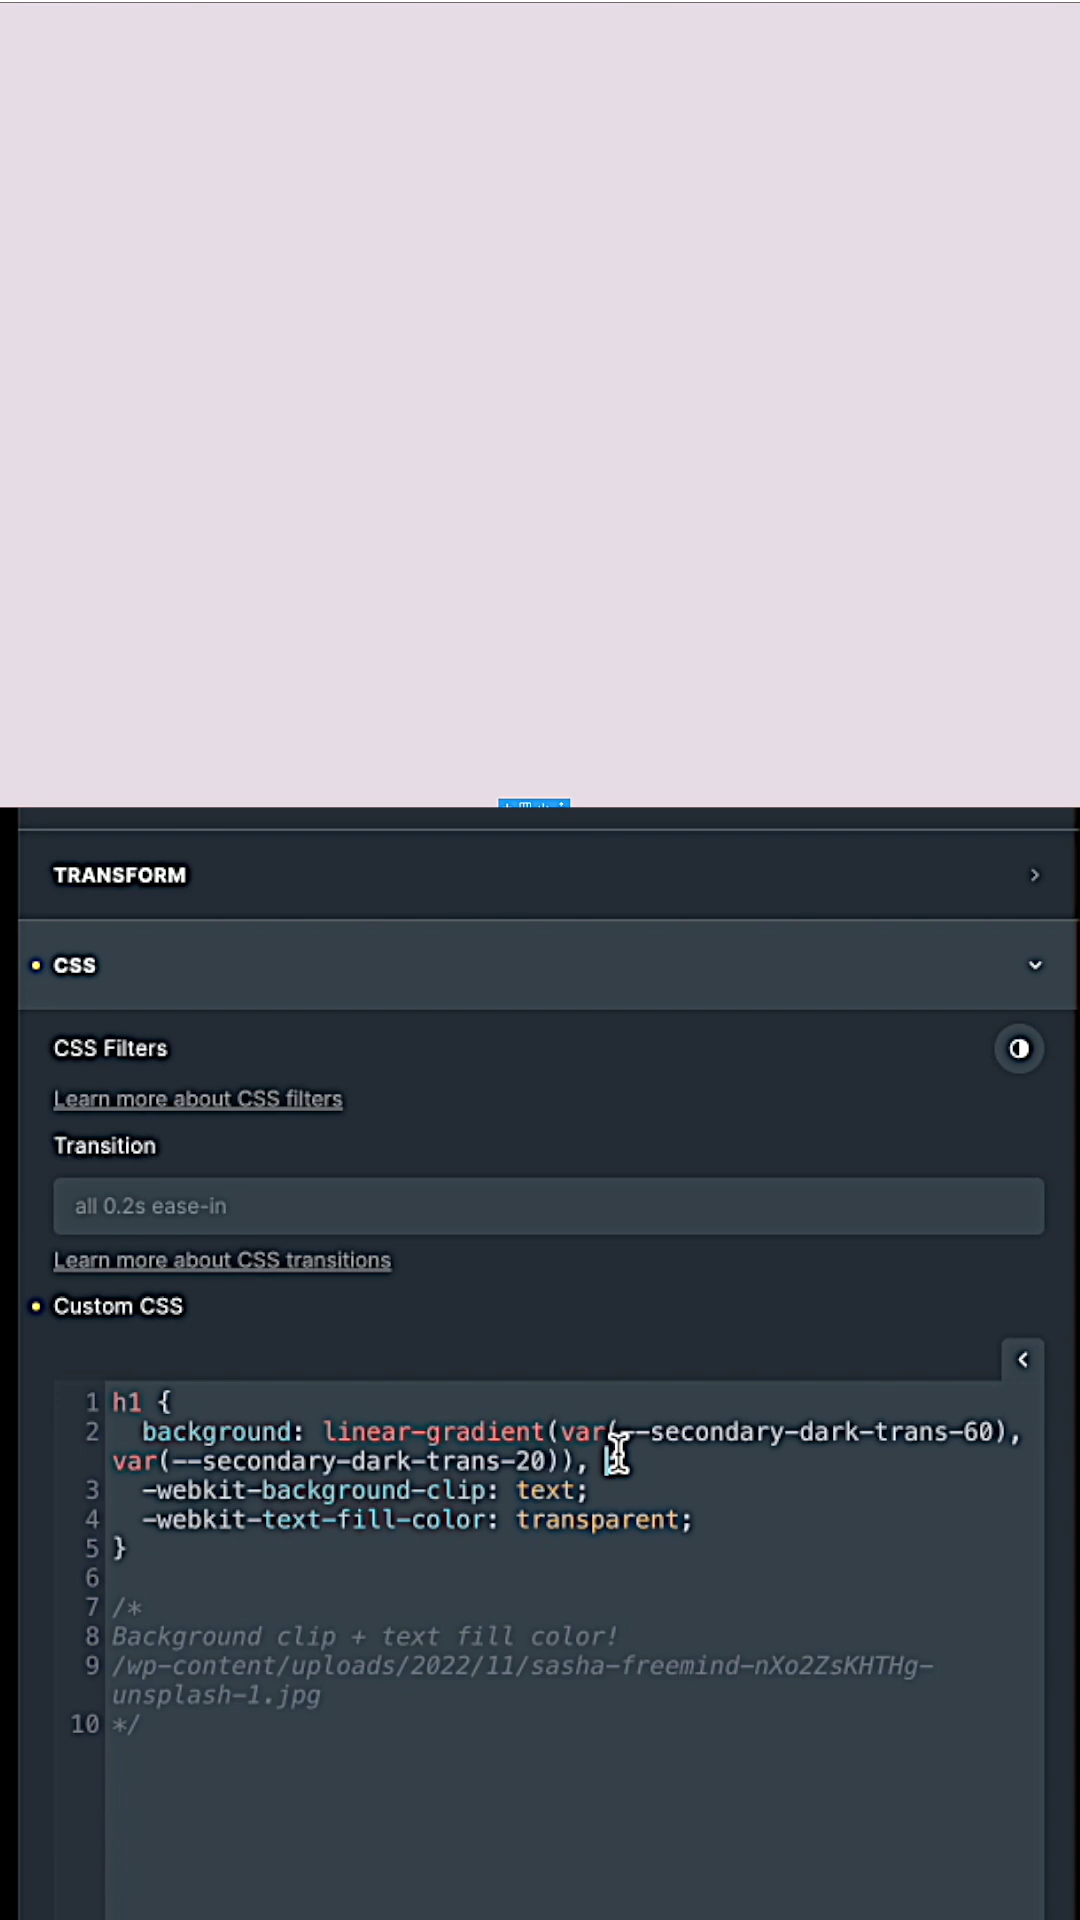 TRANSFORM
CSS
CSS Filters
Learn more about CSS filters
Transition
all 0.2s ease-in
Learn more about CSS transitions
Custom CSS
1 h1 {
2 background: linear-gradient(var(--secondary-dark-trans-60),
var(--secondary-dark-trans-20)),
3 -webkit-background-clip: text;
4 -webkit-text-fill-color: transparent;
5 }
6
7 /*
8 Background clip + text fill color!
9 /wp-content/uploads/2022/11/sasha-freemind-nXo2ZsKHTHg-
unsplash-1.jpg
10 */